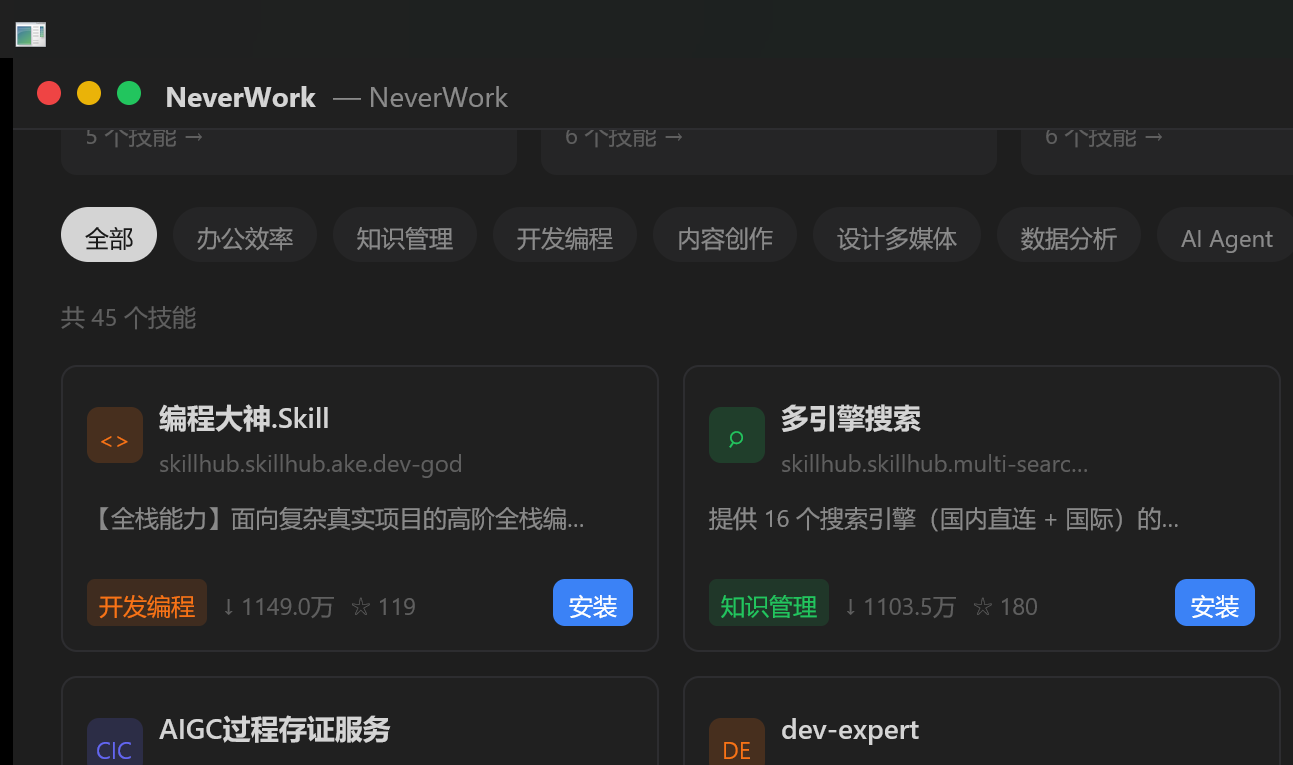 NeverWork — NeverWork
5 个技能 → 6 个技能 → 6 个技能 →
全部 办公效率 知识管理 开发编程 内容创作 设计多媒体 数据分析 AI Agent
共 45 个技能
<> 编程大神.Skill
skillhub.skillhub.ake.dev-god
【全栈能力】面向复杂真实项目的高阶全栈编...
开发编程 ↓ 1149.0万 ☆ 119 安装
多引擎搜索
skillhub.skillhub.multi-searc...
提供 16 个搜索引擎（国内直连 + 国际）的...
知识管理 ↓ 1103.5万 ☆ 180 安装
CIC AIGC过程存证服务
DE dev-expert